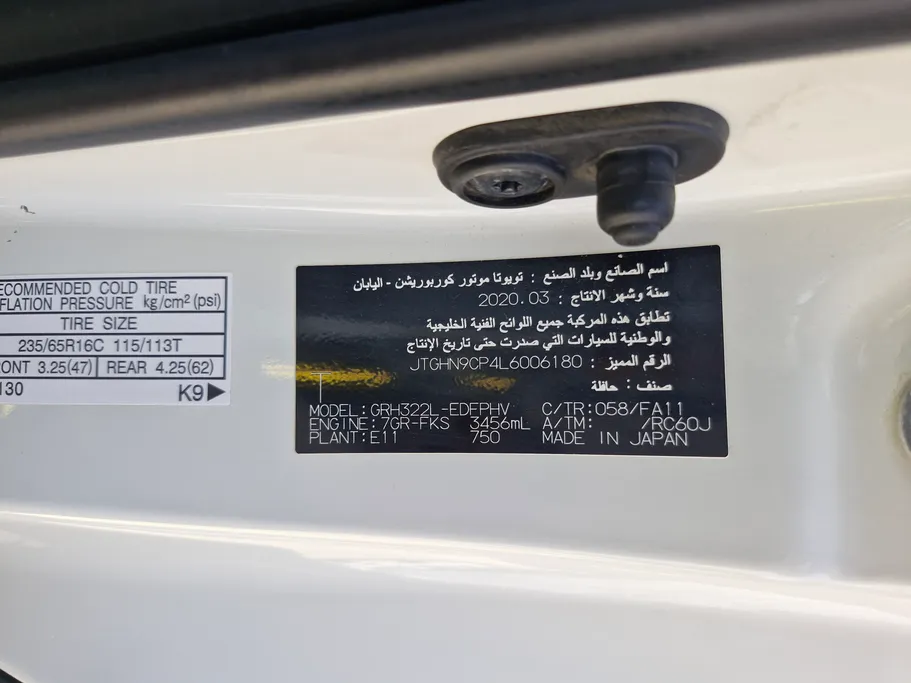 ECOMMENDED COLD TIRE
FLATION PRESSURE kg/cm² (psi)
TIRE SIZE
235/65R16C 115/113T
ONT 3.25(47) REAR 4.25(62)
130 K9▶
اسم الصانع وبلد الصنع : تويوتا موتور كوربوريشن - اليابان
سنة وشهر الانتاج : 2020.03
تطابق هذه المركبة جميع اللوائح الفنية الخليجية
والوطنية للسيارات التي صدرت حتى تاريخ الإنتاج
الرقم المميز : JTGHN9CP4L6006180
صنف : حافلة
MODEL:GRH322L-EDFPHV C/TR:058/FA11
ENGINE:7GR-FKS 3456mL A/TM: /RC60J
PLANT:E11 750 MADE IN JAPAN